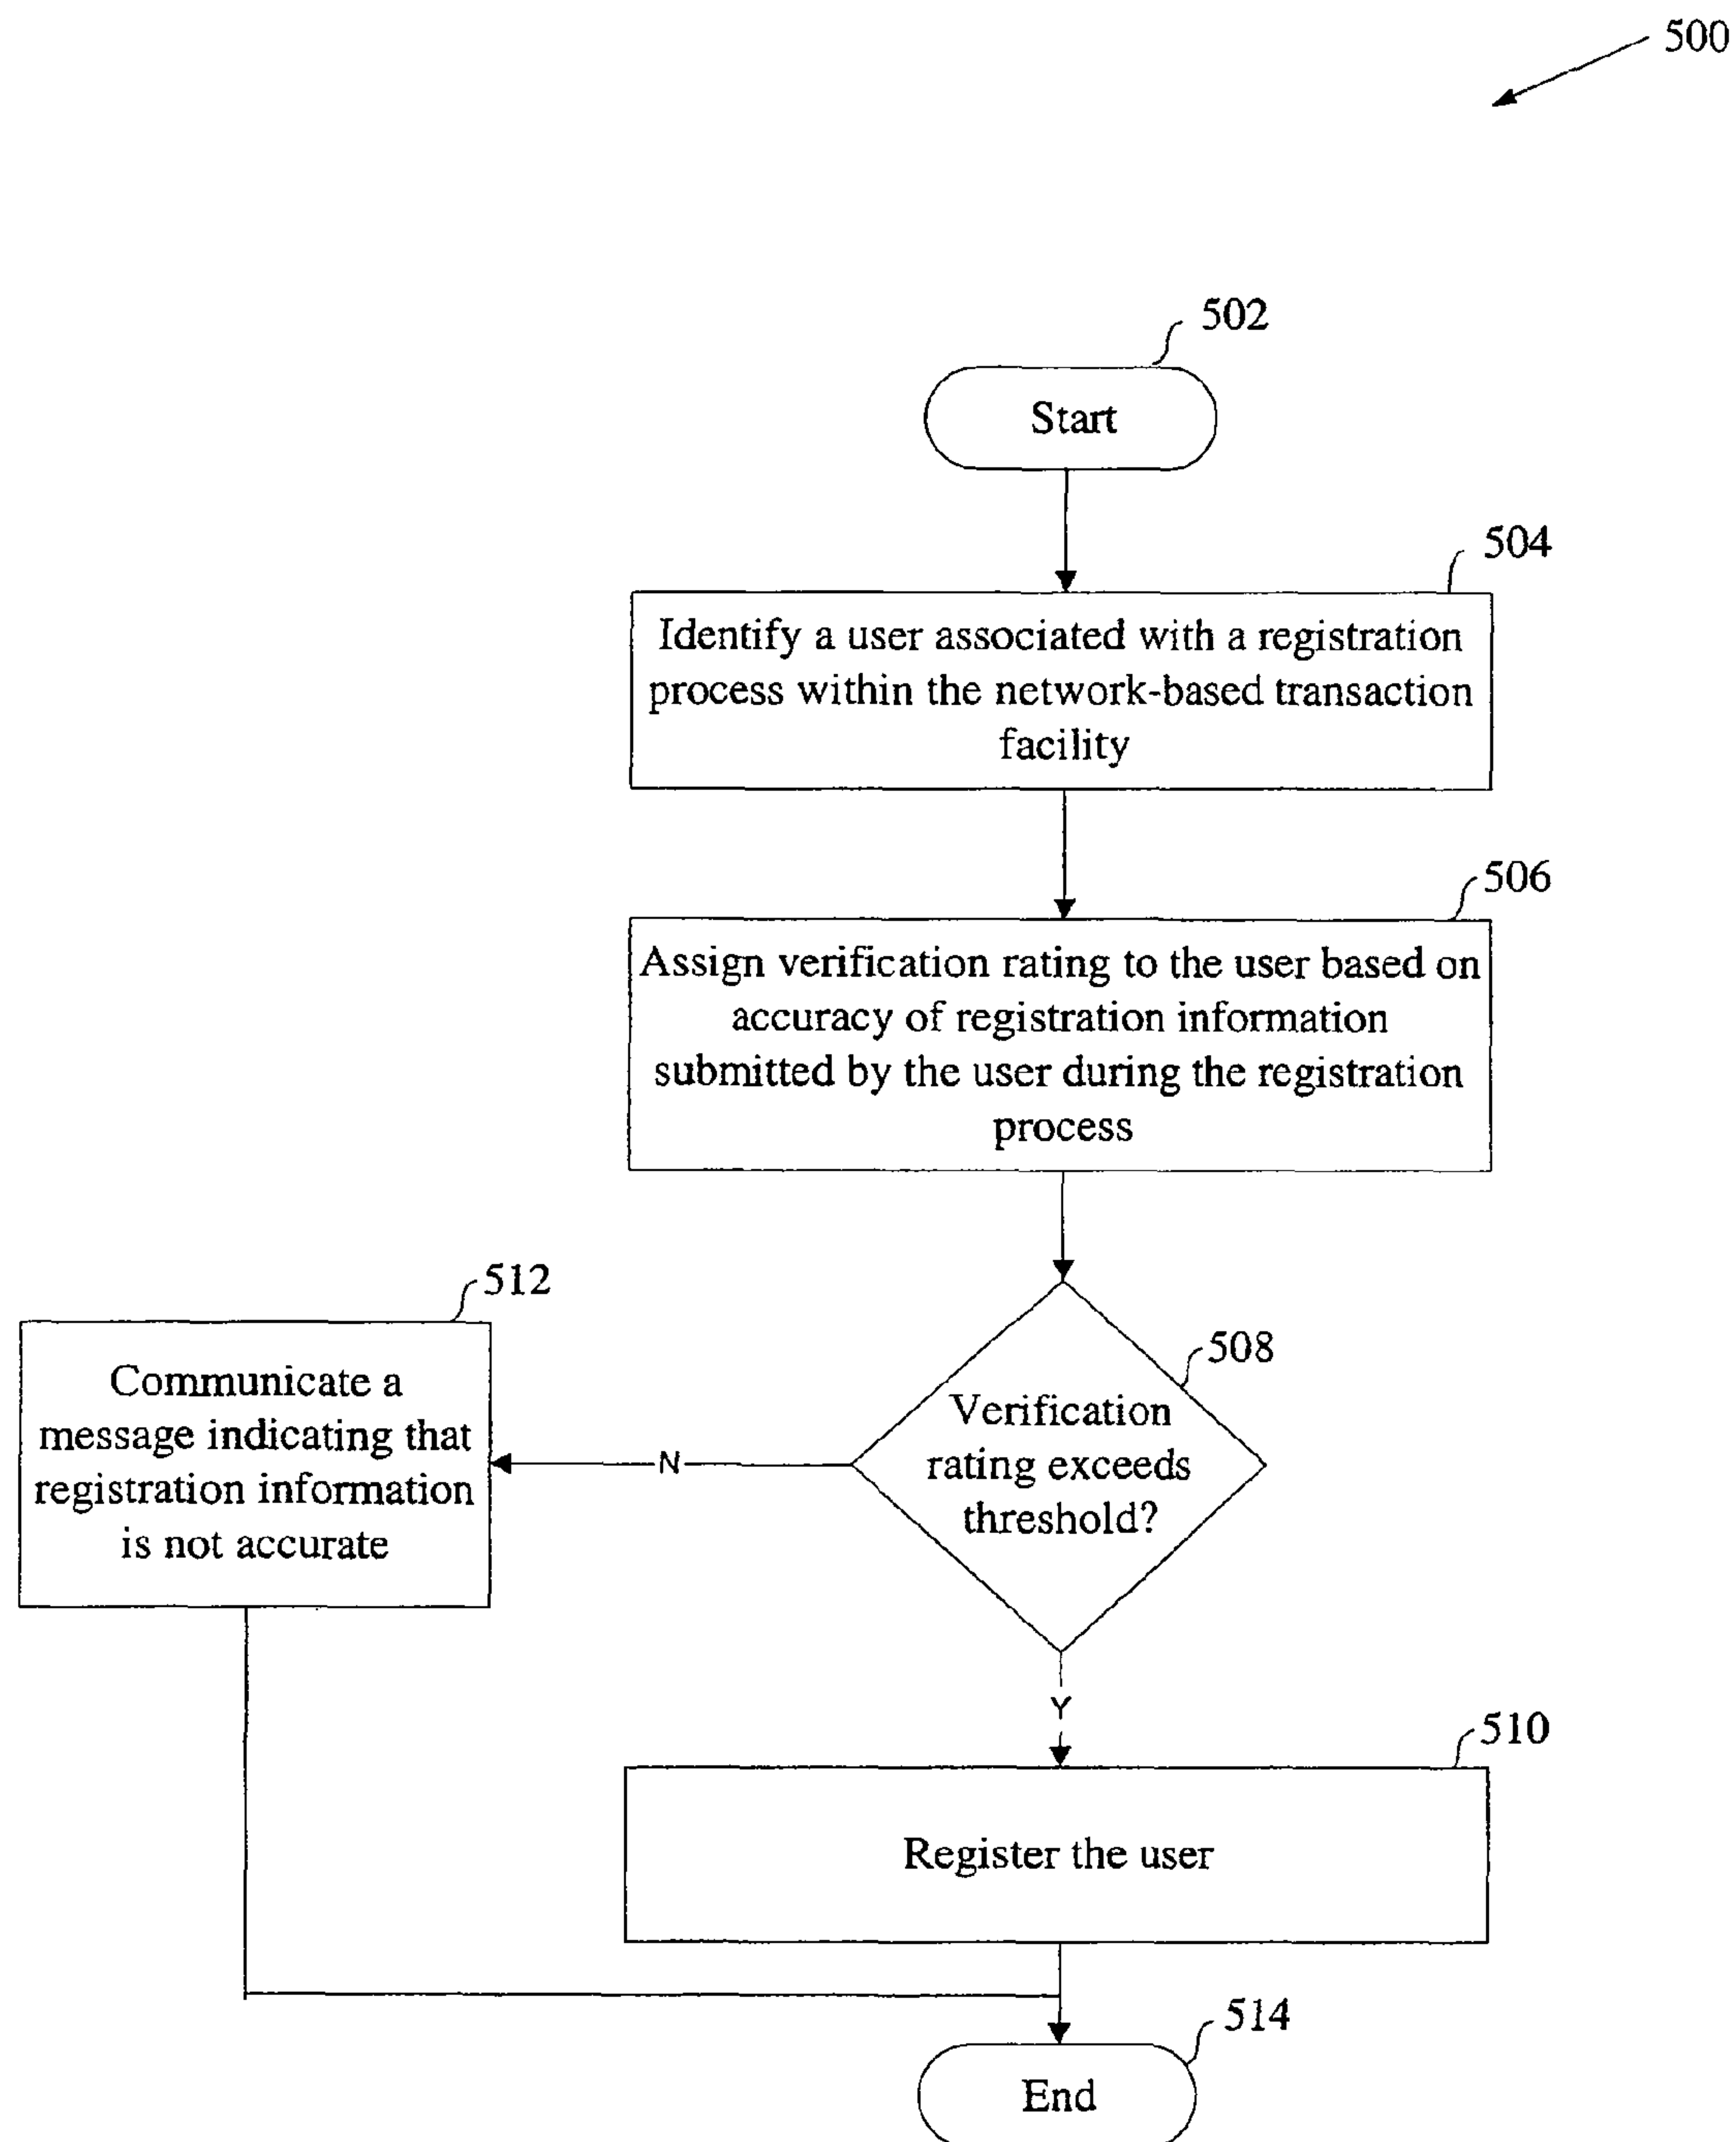 500
502
Start
504
Identify a user associated with a registration
process within the network-based transaction
facility
506
Assign verification rating to the user based on
accuracy of registration information
submitted by the user during the registration
process
508
Verification
rating exceeds
threshold?
N
512
Communicate a
message indicating that
registration information
is not accurate
Y
510
Register the user
514
End